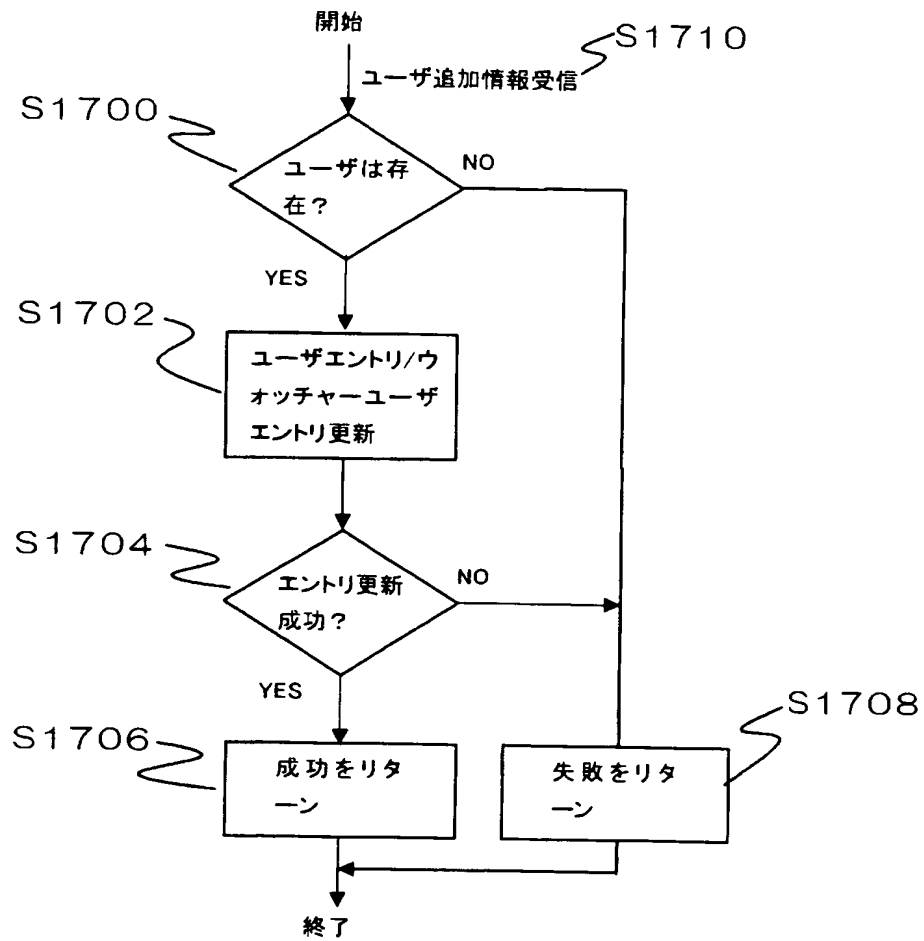 開始
S1710
ユーザ追加情報受信
S1700
ユーザは存
在?
NO
YES
S1702
ユーザエントリ/ウ
ォッチャーユーザ
エントリ更新
S1704
エントリ更新
成功?
NO
YES
S1708
S1706
成功をリタ
ーン
失敗をリタ
ーン
終了